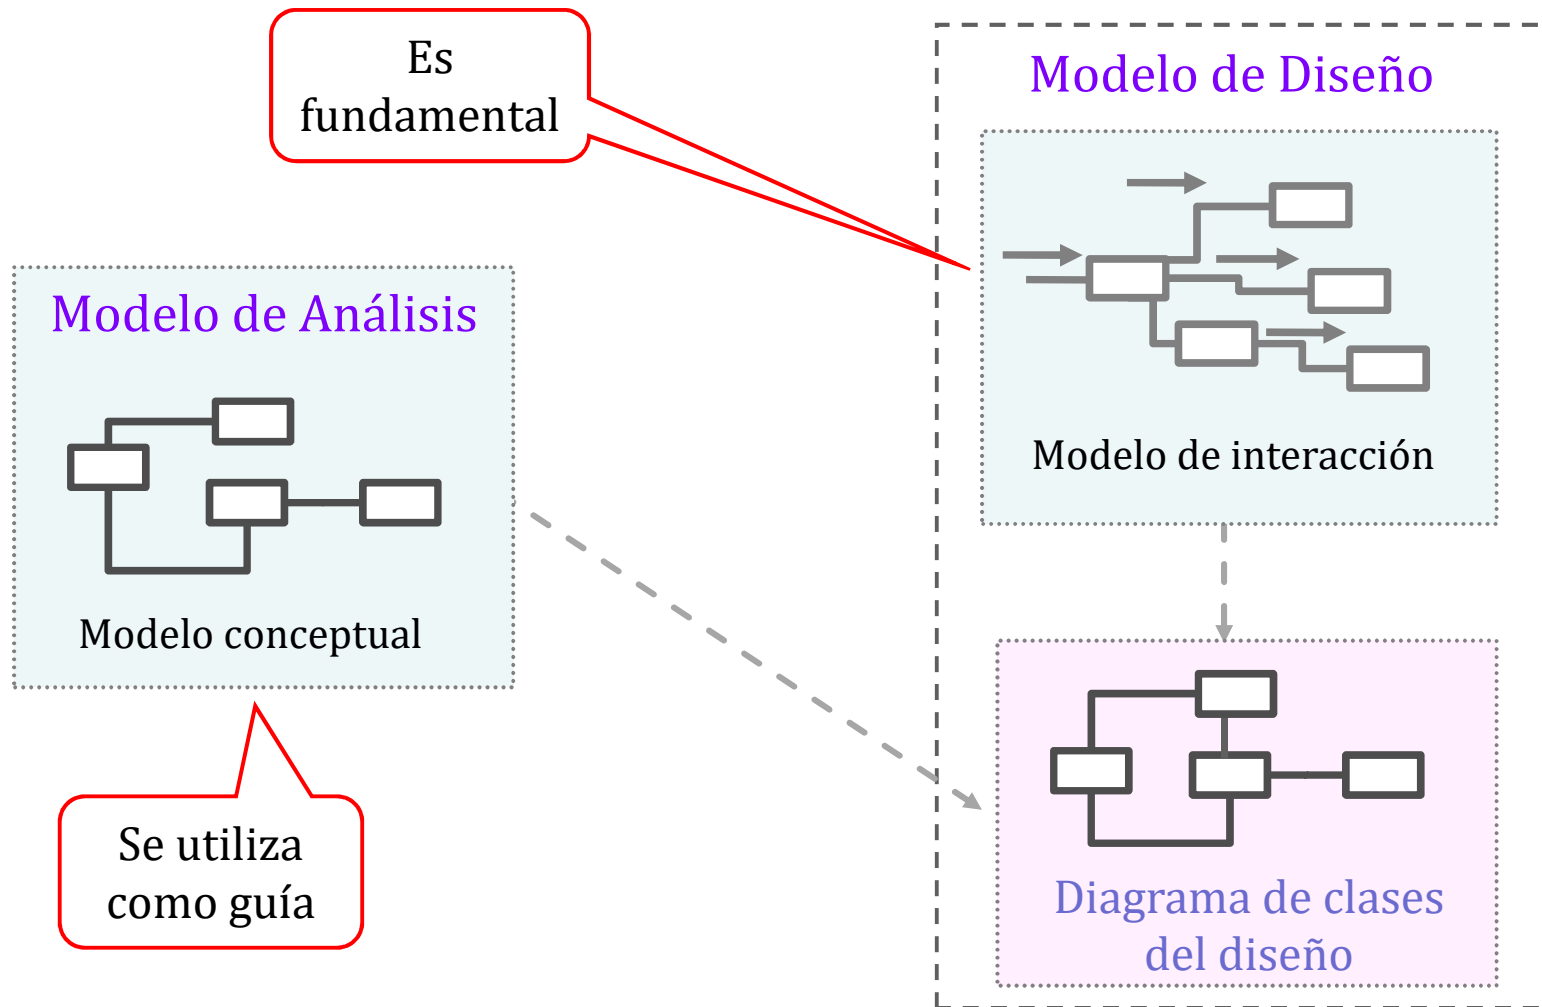 Es
fundamental
Modelo de Diseño
Modelo de interacción
Modelo de Análisis
Modelo conceptual
Se utiliza
como guía
Diagrama de clases
del diseño